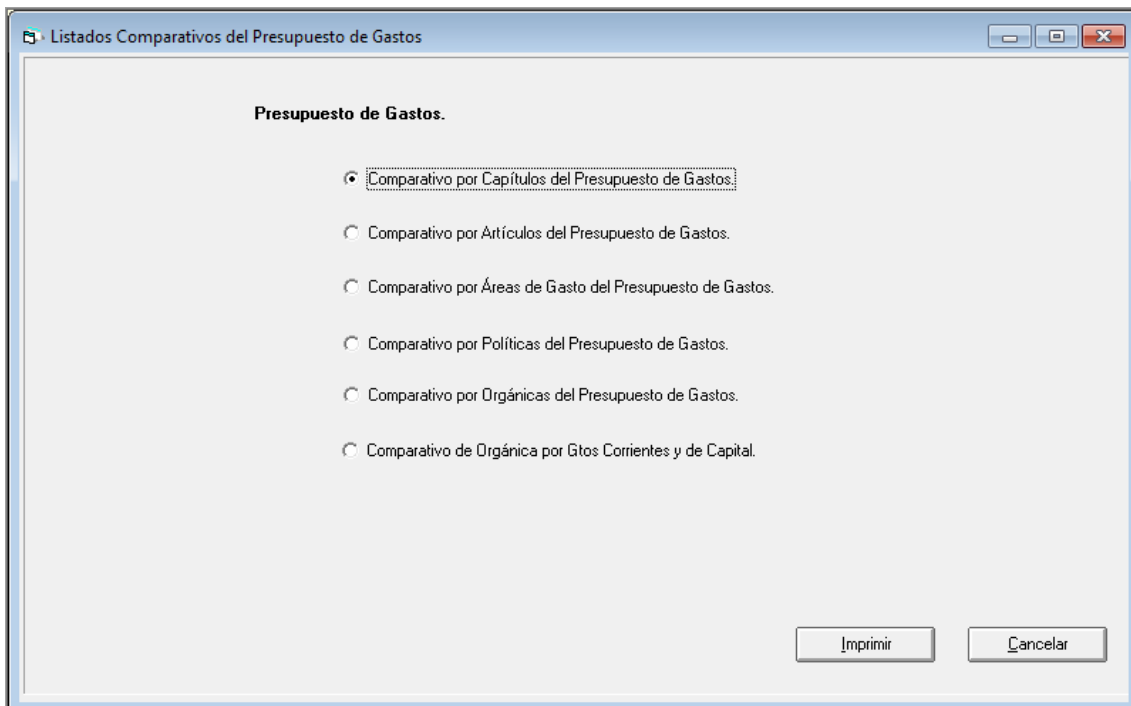 Listados Comparativos del Presupuesto de Gastos
Presupuesto de Gastos.
Comparativo por Capítulos del Presupuesto de Gastos.
Comparativo por Artículos del Presupuesto de Gastos.
Comparativo por Áreas de Gasto del Presupuesto de Gastos.
Comparativo por Políticas del Presupuesto de Gastos.
Comparativo por Orgánicas del Presupuesto de Gastos.
Comparativo de Orgánica por Gtos Corrientes y de Capital.
Imprimir Cancelar